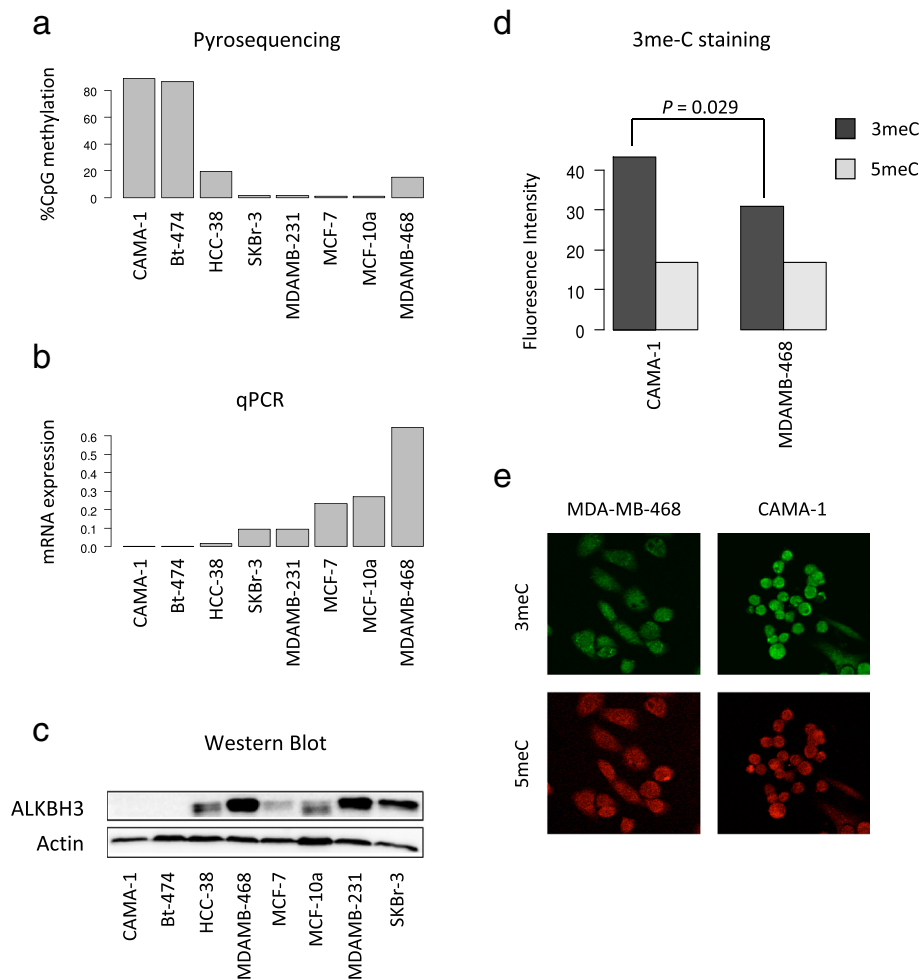 a
Pyrosequencing
%CpG methylation
80
60
40
20
0
CAMA-1
Bt-474
HCC-38
SKBr-3
MDAMB-231
MCF-7
MCF-10a
MDAMB-468
b
qPCR
mRNA expression
0.6
0.5
0.4
0.3
0.2
0.1
0.0
CAMA-1
Bt-474
HCC-38
SKBr-3
MDAMB-231
MCF-7
MCF-10a
MDAMB-468
c
Western Blot
ALKBH3
Actin
CAMA-1
Bt-474
HCC-38
MDAMB-468
MCF-7
MCF-10a
MDAMB-231
SKBr-3
d
3me-C staining
P = 0.029
3meC
5meC
Fluoresence Intensity
40
30
20
10
0
CAMA-1
MDAMB-468
e
MDA-MB-468
CAMA-1
3meC
5meC